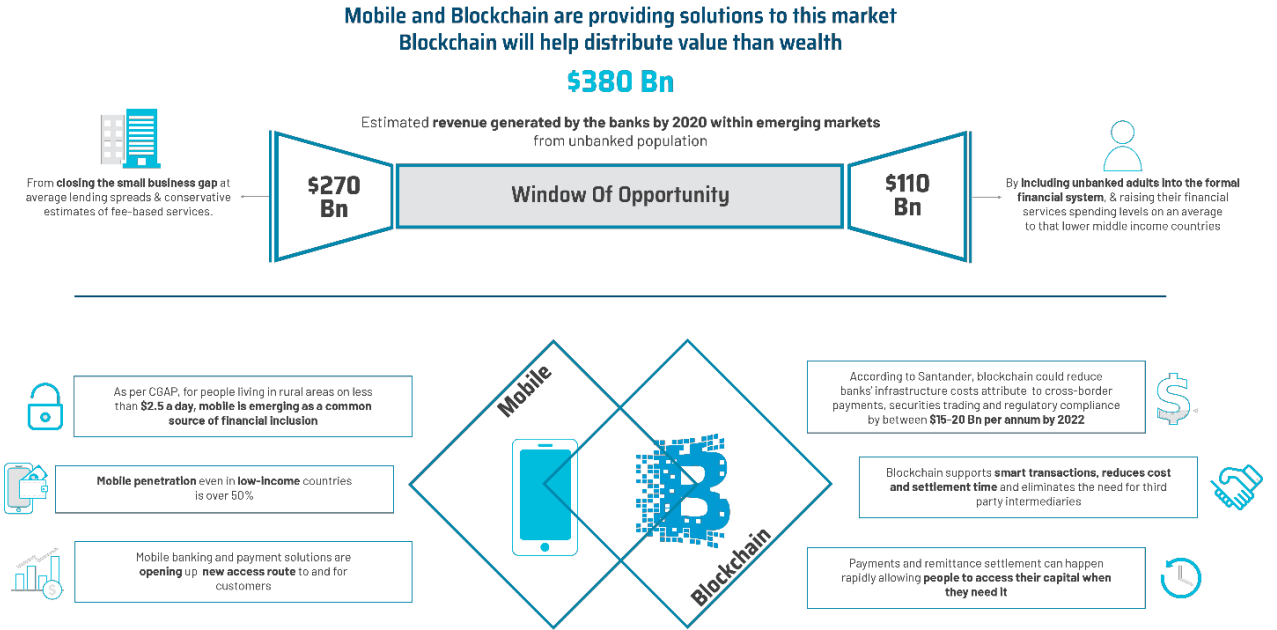 Mobile and Blockchain are providing solutions to this market
Blockchain will help distribute value than wealth
$380 Bn
Estimated revenue generated by the banks by 2020 within emerging markets
from unbanked population
From closing the small business gap at
average lending spreads & conservative
estimates of fee-based services.
$270
Bn
Window Of Opportunity
$110
Bn
By including unbanked adults into the formal
financial system, & raising their financial
services spending levels on an average
to that lower middle income countries
As per CGAP, for people living in rural areas on less
than $2.5 a day, mobile is emerging as a common
source of financial inclusion
Mobile penetration even in low-income countries
is over 50%
Mobile banking and payment solutions are
opening up new access route to and for
customers
Mobile
Blockchain
According to Santander, blockchain could reduce
banks' infrastructure costs attribute to cross-border
payments, securities trading and regulatory compliance
by between $15-20 Bn per annum by 2022
Blockchain supports smart transactions, reduces cost
and settlement time and eliminates the need for third
party intermediaries
Payments and remittance settlement can happen
rapidly allowing people to access their capital when
they need it